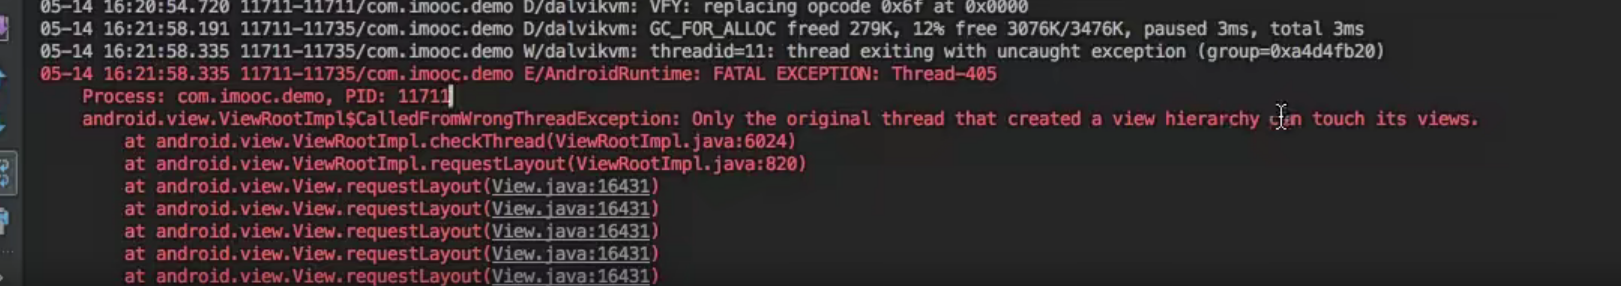 05-14 16:20:54.720 11711-11711/com.imooc.demo D/dalvikvm: VFY: replacing opcode 0x6f at 0x0000
05-14 16:21:58.191 11711-11735/com.imooc.demo D/dalvikvm: GC_FOR_ALLOC freed 279K, 12% free 3076K/3476K, paused 3ms, total 3ms
05-14 16:21:58.335 11711-11735/com.imooc.demo W/dalvikvm: threadid=11: thread exiting with uncaught exception (group=0xa4d4fb20)
05-14 16:21:58.335 11711-11735/com.imooc.demo E/AndroidRuntime: FATAL EXCEPTION: Thread-405
Process: com.imooc.demo, PID: 11711
android.view.ViewRootImpl$CalledFromWrongThreadException: Only the original thread that created a view hierarchy can touch its views.
at android.view.ViewRootImpl.checkThread(ViewRootImpl.java:6024)
at android.view.ViewRootImpl.requestLayout(ViewRootImpl.java:820)
at android.view.View.requestLayout(View.java:16431)
at android.view.View.requestLayout(View.java:16431)
at android.view.View.requestLayout(View.java:16431)
at android.view.View.requestLayout(View.java:16431)
at android.view.View.requestLayout(View.java:16431)